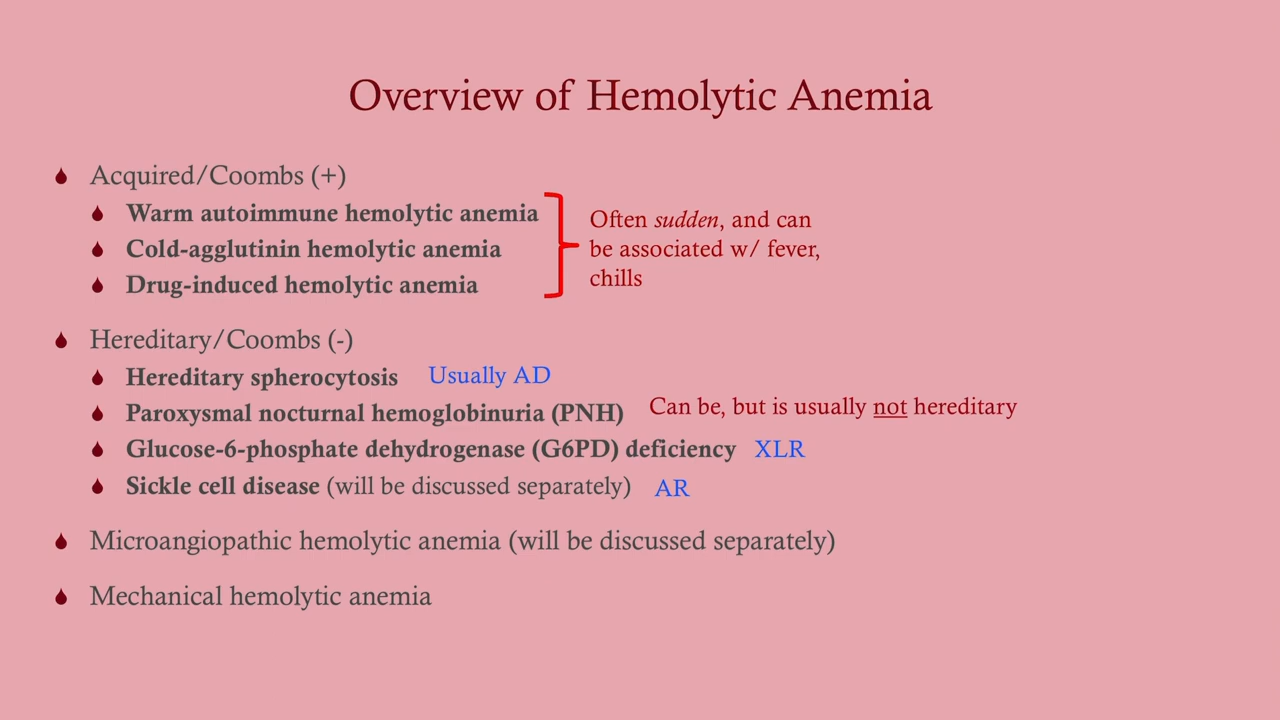 Overview of Hemolytic Anemia
Acquired/Coombs (+)
Warm autoimmune hemolytic anemia
Cold-agglutinin hemolytic anemia
Drug-induced hemolytic anemia
Often sudden, and can
be associated w/ fever,
chills
Hereditary/Coombs (-)
Hereditary spherocytosis Usually AD
Paroxysmal nocturnal hemoglobinuria (PNH) Can be, but is usually not hereditary
Glucose-6-phosphate dehydrogenase (G6PD) deficiency XLR
Sickle cell disease (will be discussed separately) AR
Microangiopathic hemolytic anemia (will be discussed separately)
Mechanical hemolytic anemia